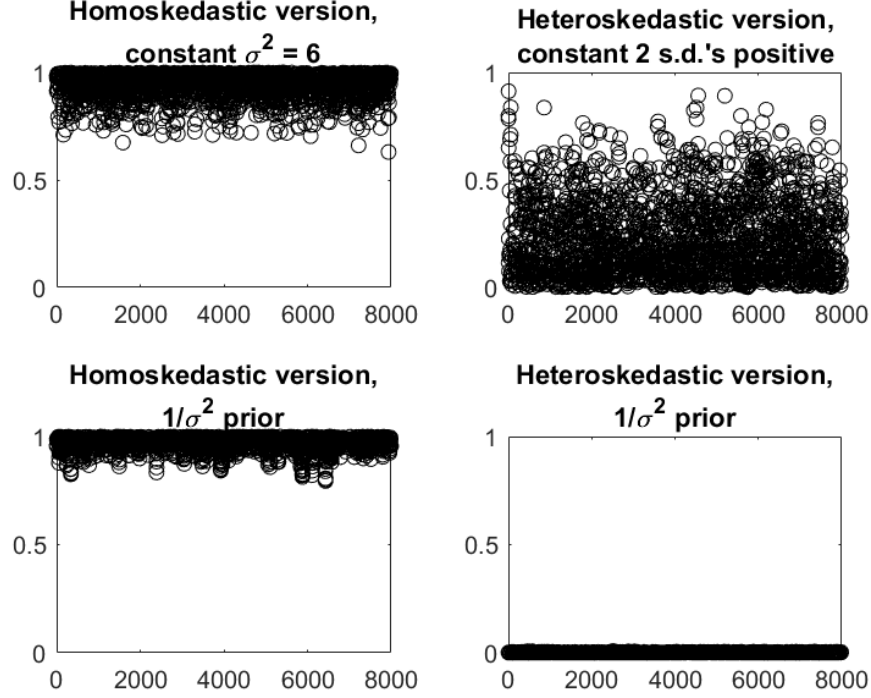 Homoskedastic version,
constant σ² = 6
1
0.5
0
0 2000 4000 6000 8000
Heteroskedastic version,
constant 2 s.d.'s positive
1
0.5
0
0 2000 4000 6000 8000
Homoskedastic version,
1/σ² prior
1
0.5
0
0 2000 4000 6000 8000
Heteroskedastic version,
1/σ² prior
1
0.5
0
0 2000 4000 6000 8000